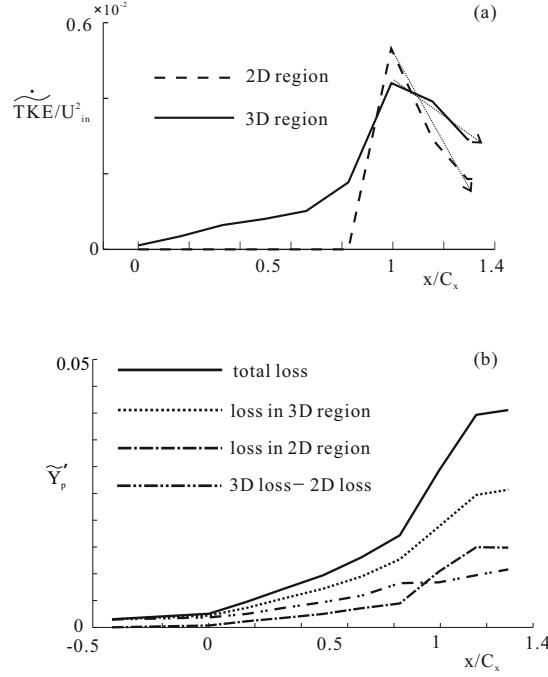 ×10⁻²
(a)
0.6
2D region
3D region
TKE/U²ᵢₙ
0
0
0.5
1
1.4
x/Cₓ
(b)
0.05
total loss
loss in 3D region
loss in 2D region
3D loss − 2D loss
Ỹ′ₚ
0
-0.5
0
0.5
1
1.4
x/Cₓ